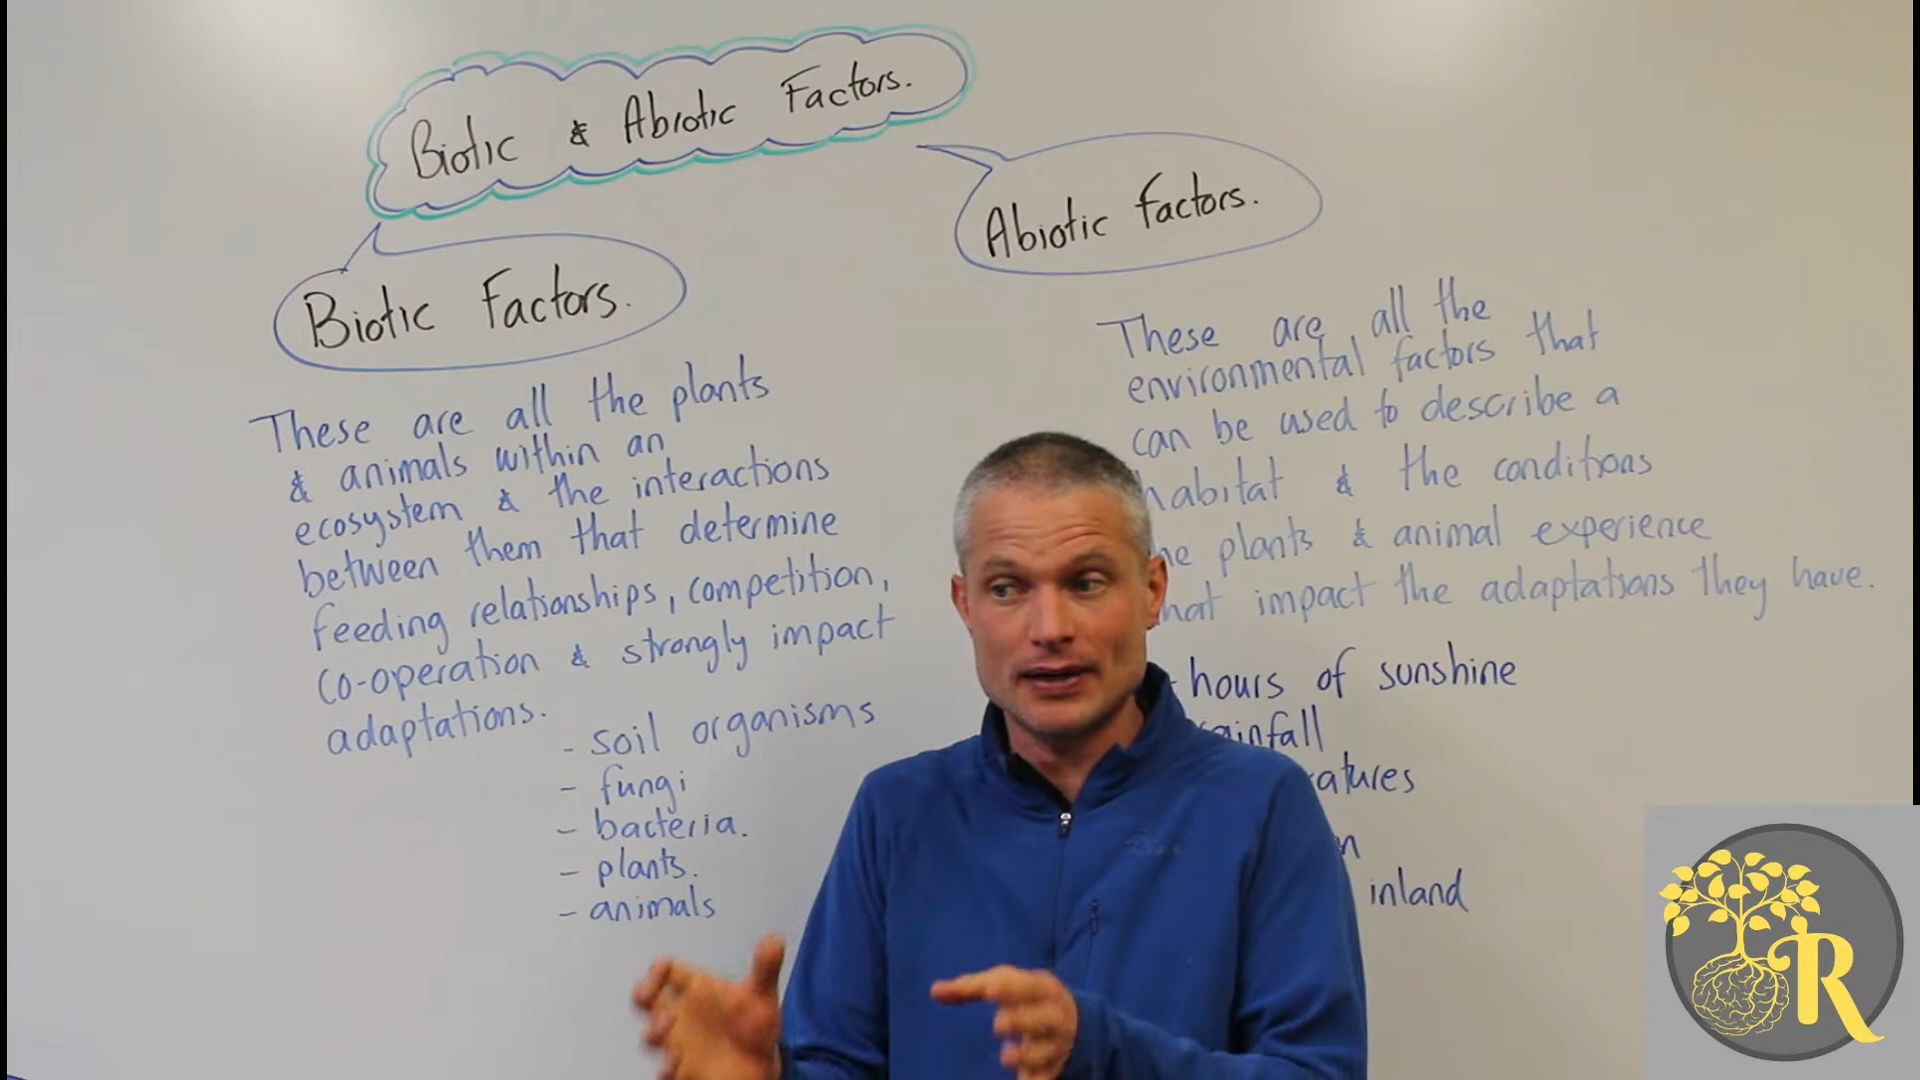 Biotic & Abiotic Factors.
Biotic Factors.
These are all the plants
& animals within an
ecosystem & the interactions
between them that determine
feeding relationships, competition,
co-operation & strongly impact
adaptations.
- soil organisms
- fungi
- bacteria.
- plants.
- animals
Abiotic factors.
These are all the
environmental factors that
can be used to describe a
habitat & the conditions
plants & animal experience
impact the adaptations they have.
- hours of sunshine
inland
R